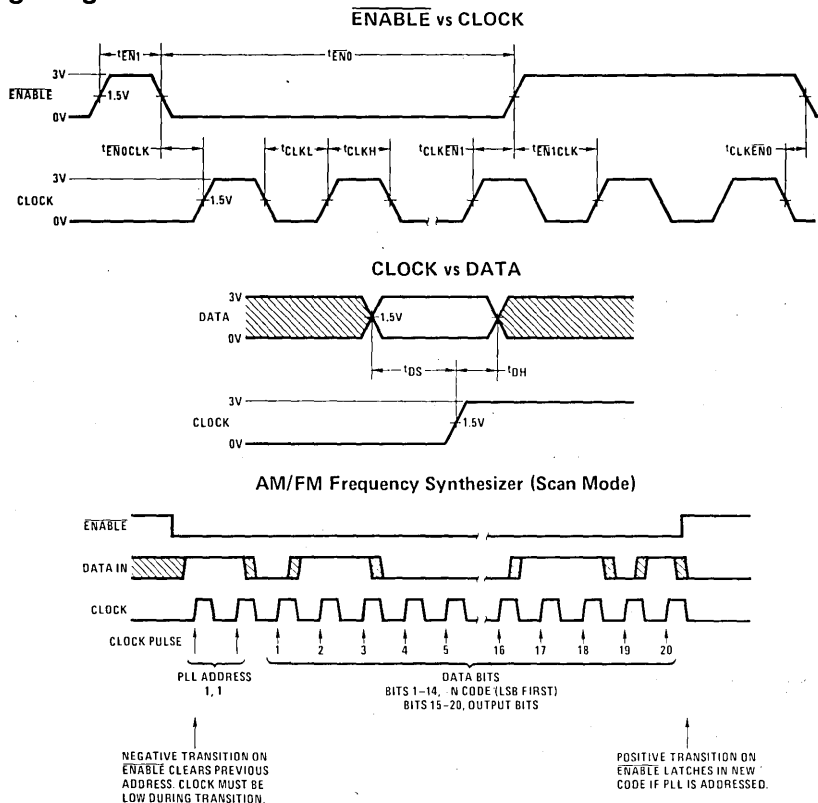 ENABLE vs CLOCK
tEN1
tEN0
3V
ENABLE
1.5V
0V
tEN0CLK
tCLKL
tCLKH
tCLKEN1
tEN1CLK
tCLKEN0
3V
CLOCK
1.5V
0V
CLOCK vs DATA
3V
DATA
1.5V
0V
tDS
tDH
3V
CLOCK
1.5V
0V
AM/FM Frequency Synthesizer (Scan Mode)
ENABLE
DATA IN
CLOCK
CLOCK PULSE
1 2 3 4 5 16 17 18 19 20
PLL ADDRESS
1, 1
DATA BITS
BITS 1–14, N CODE (LSB FIRST)
BITS 15–20, OUTPUT BITS
NEGATIVE TRANSITION ON
ENABLE CLEARS PREVIOUS
ADDRESS. CLOCK MUST BE
LOW DURING TRANSITION.
POSITIVE TRANSITION ON
ENABLE LATCHES IN NEW
CODE IF PLL IS ADDRESSED.